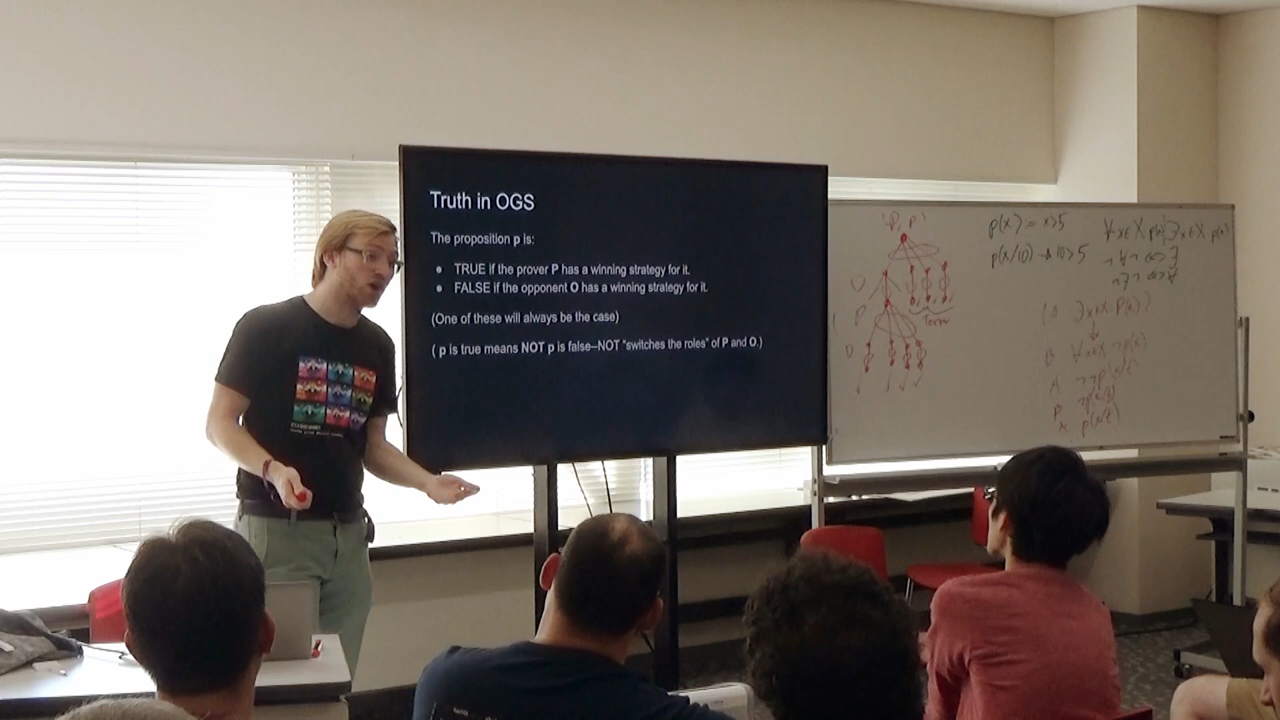 Truth in OGS
The proposition p is:
● TRUE if the prover P has a winning strategy for it.
● FALSE if the opponent O has a winning strategy for it.
(One of these will always be the case)
( p is true means NOT p is false–NOT "switches the roles" of P and O.)
p(x) := x>5
p(x/10) → 10>5
∀x∈X. p(x) ∃x∈X p(x)
¬∀¬ ⇔ ∃
¬∃¬ ⇔ ∀
∃x∈X. P(x)?
B ∀x∈X ¬p(x)
A
O
P
O